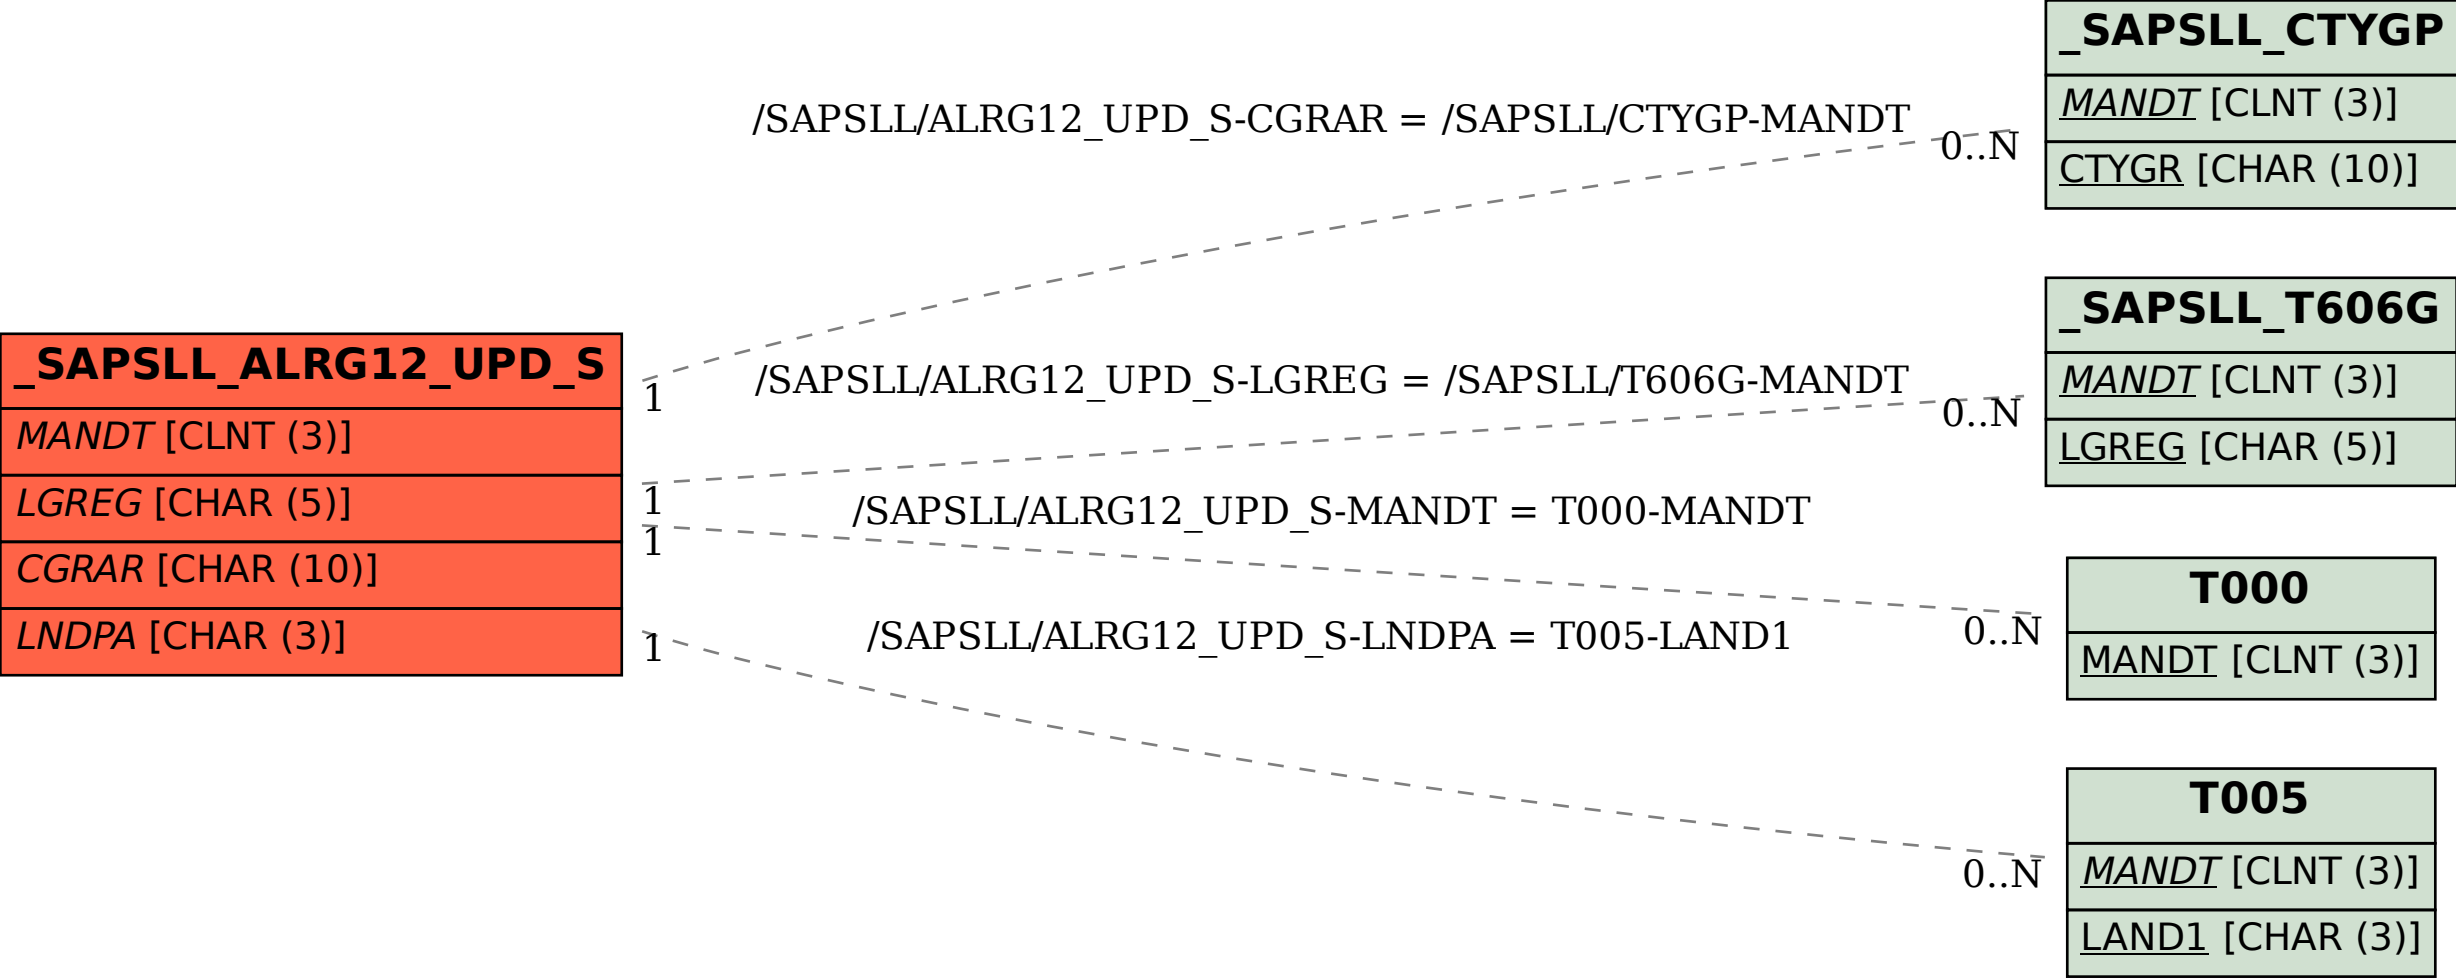 _SAPSLL_ALRG12_UPD_S
MANDT [CLNT (3)]
LGREG [CHAR (5)]
CGRAR [CHAR (10)]
LNDPA [CHAR (3)]
/SAPSLL/ALRG12_UPD_S-CGRAR = /SAPSLL/CTYGP-MANDT
1
0..N
/SAPSLL/ALRG12_UPD_S-LGREG = /SAPSLL/T606G-MANDT
1
0..N
/SAPSLL/ALRG12_UPD_S-MANDT = T000-MANDT
1
0..N
/SAPSLL/ALRG12_UPD_S-LNDPA = T005-LAND1
1
0..N
_SAPSLL_CTYGP
MANDT [CLNT (3)]
CTYGR [CHAR (10)]
_SAPSLL_T606G
MANDT [CLNT (3)]
LGREG [CHAR (5)]
T000
MANDT [CLNT (3)]
T005
MANDT [CLNT (3)]
LAND1 [CHAR (3)]